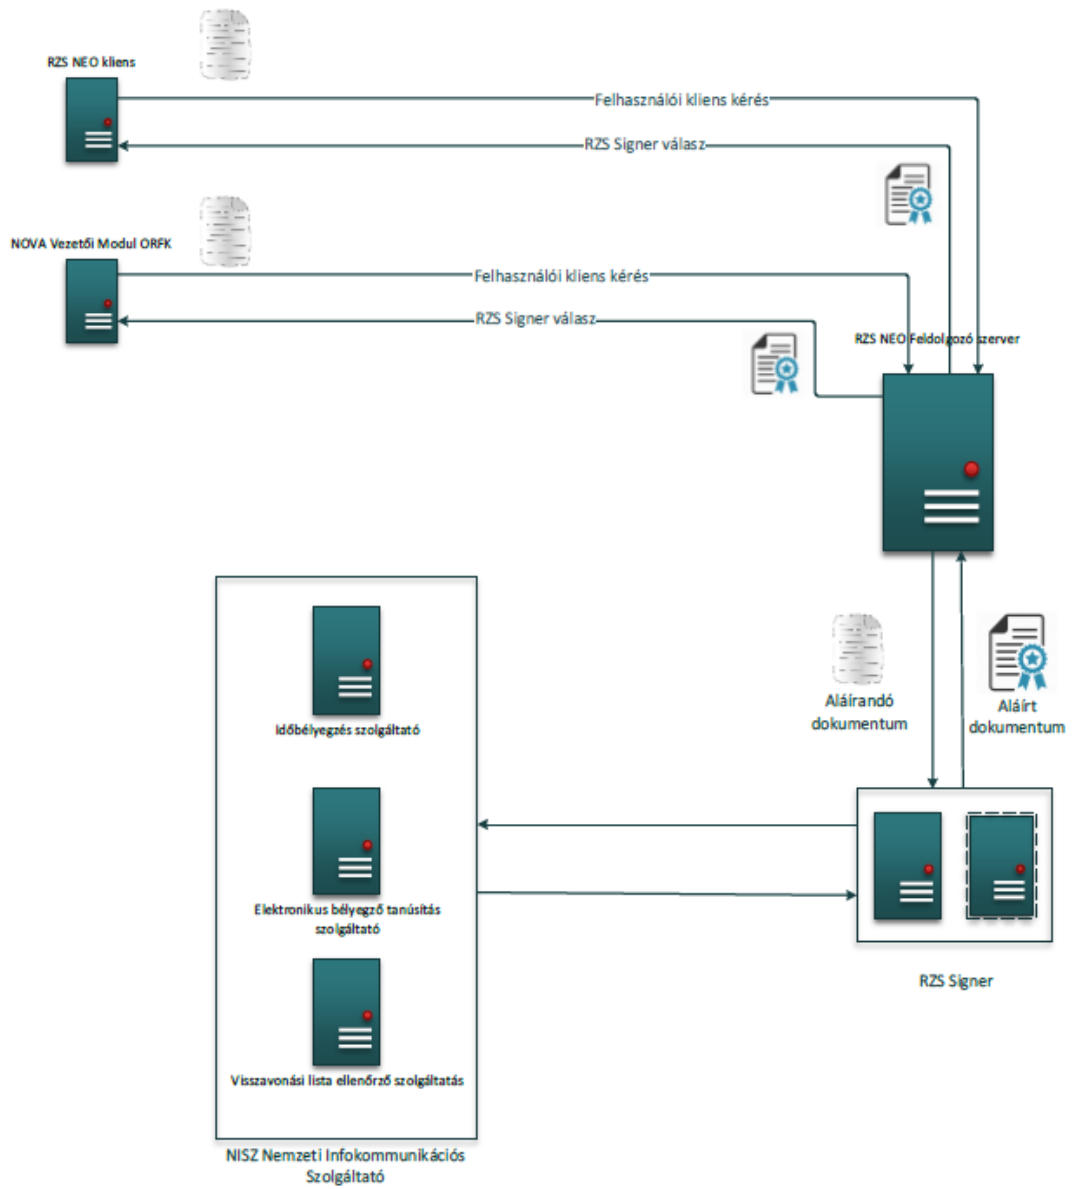 RZS NEO kliens
Felhasználói kliens kérés
RZS Signer válasz
NOVA Vezetői Modul ORFK
Felhasználói kliens kérés
RZS Signer válasz
RZS NEO Feldolgozó szerver
Aláírandó
dokumentum
Aláírt
dokumentum
Időbélyegzés szolgáltató
Elektronikus bélyegző tanúsítás
szolgáltató
RZS Signer
Visszavonási lista ellenőrző szolgáltatás
NISZ Nemzeti Infokommunikációs
Szolgáltató